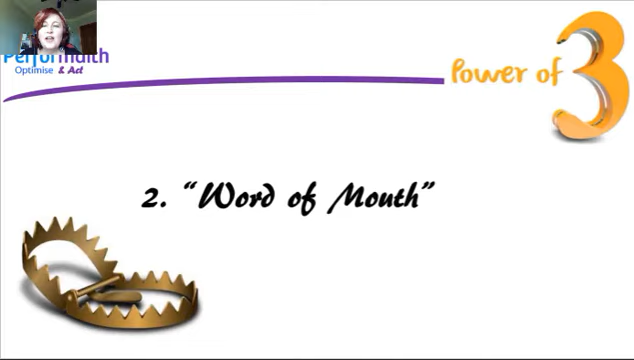 Optimise & Act
Power of 3
2. “Word of Mouth”